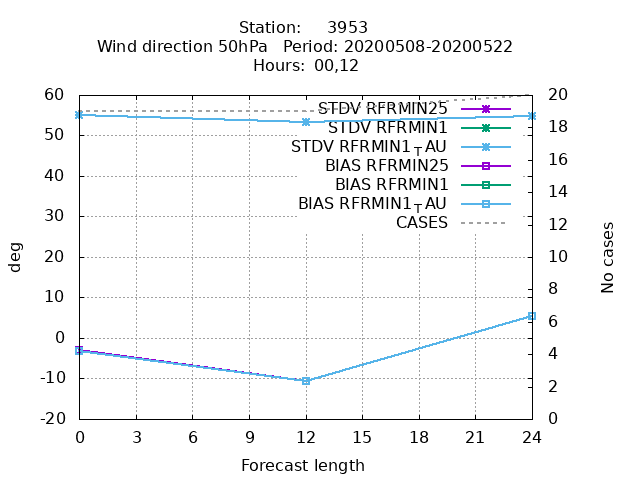 Station: 3953
Wind direction 50hPa Period: 20200508-20200522
Hours: 00,12
60
50
40
30
20
10
0
-10
-20
deg
STDV RFRMIN25
STDV RFRMIN1
STDV RFRMIN1_TAU
BIAS RFRMIN25
BIAS RFRMIN1
BIAS RFRMIN1_TAU
CASES
20
18
16
14
12
10
8
6
4
2
0
No cases
0 3 6 9 12 15 18 21 24
Forecast length